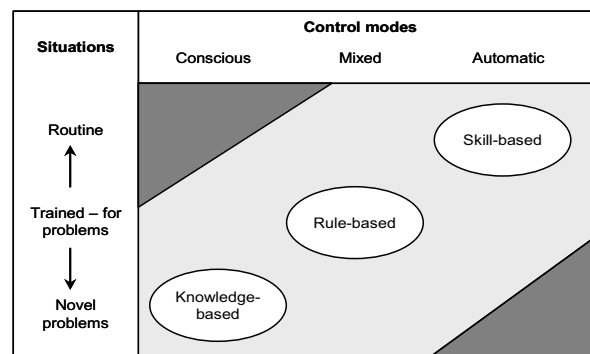 Situations
Control modes
Conscious
Mixed
Automatic
Routine
Skill-based
Trained – for
problems
Rule-based
Novel
problems
Knowledge-
based